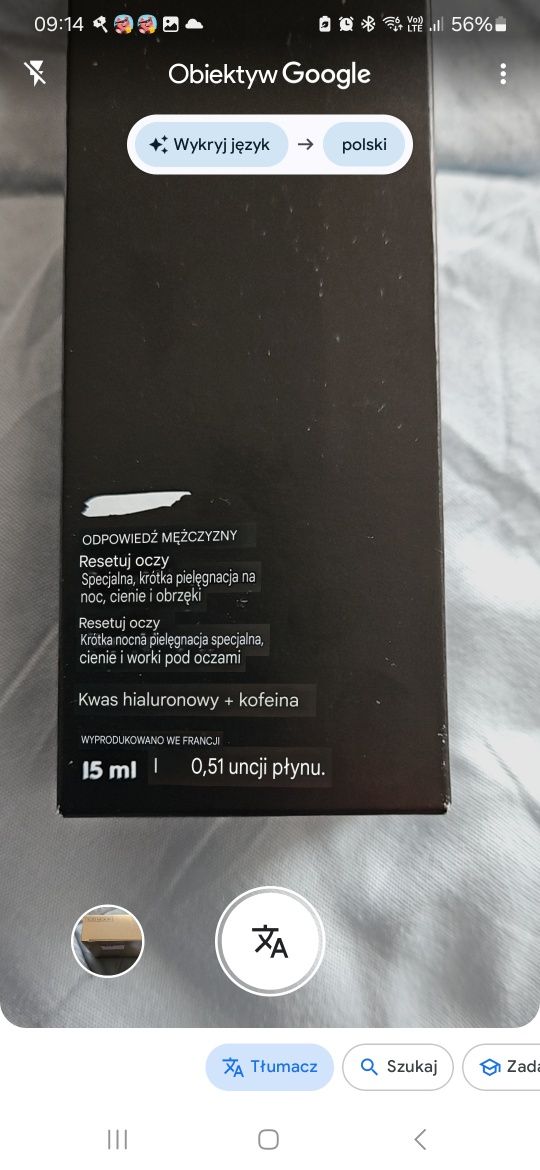 09:14
56%
Obiektyw Google
Wykryj język → polski
ODPOWIEDŹ MĘŻCZYZNY
Resetuj oczy
Specjalna, krótka pielęgnacja na
noc, cienie i obrzęki
Resetuj oczy
Krótka nocna pielęgnacja specjalna,
cienie i worki pod oczami
Kwas hialuronowy + kofeina
WYPRODUKOWANO WE FRANCJI
15 ml | 0,51 uncji płynu.
Tłumacz
Szukaj
Zada